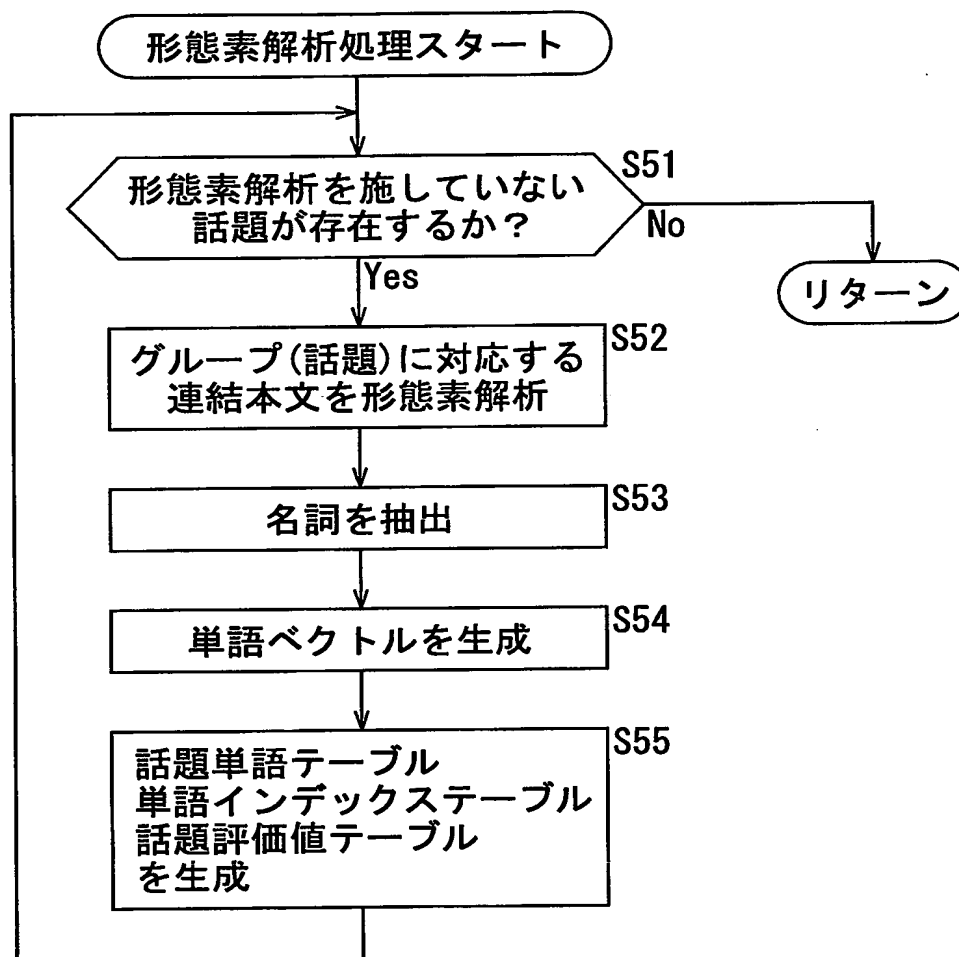 形態素解析処理スタート
S51
形態素解析を施していない
話題が存在するか？
No
Yes
リターン
S52
グループ(話題)に対応する
連結本文を形態素解析
S53
名詞を抽出
S54
単語ベクトルを生成
S55
話題単語テーブル
単語インデックステーブル
話題評価値テーブル
を生成